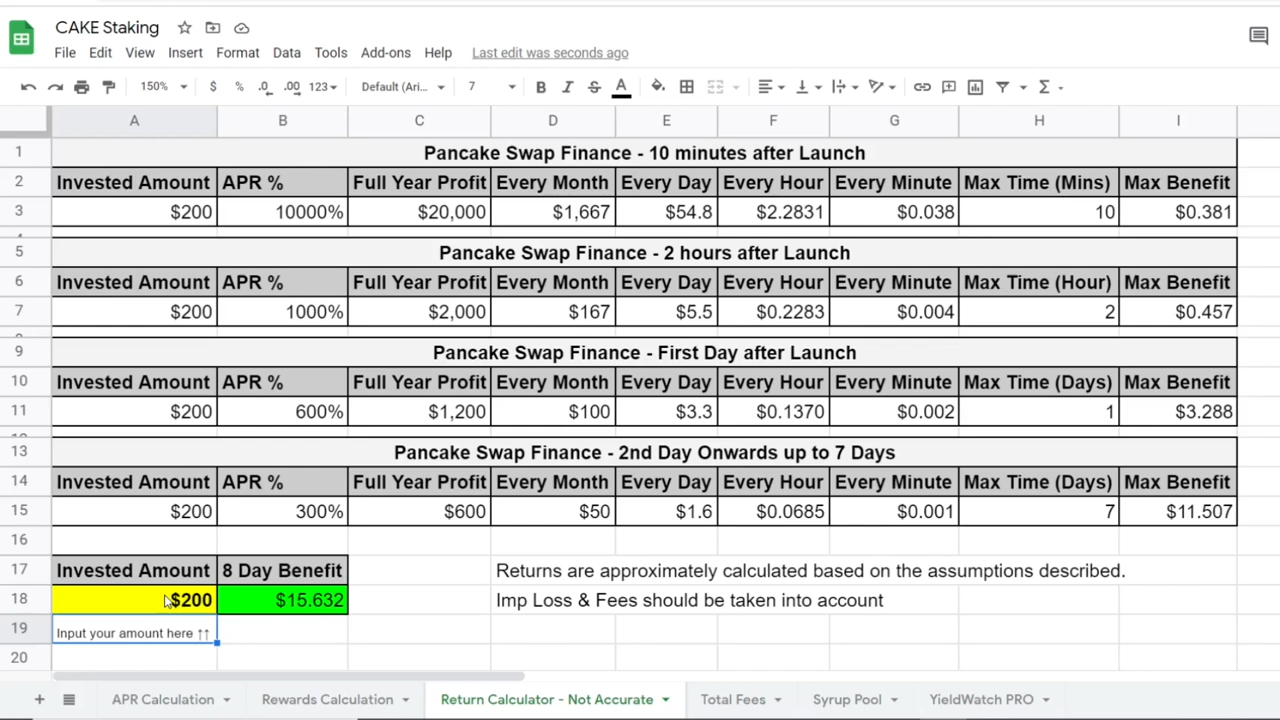 CAKE Staking
File Edit View Insert Format Data Tools Add-ons Help Last edit was seconds ago
150% $ % .0 .00 123 Default (Ari... 7 B I S A
A B C D E F G H I
1 Pancake Swap Finance - 10 minutes after Launch
2 Invested Amount APR % Full Year Profit Every Month Every Day Every Hour Every Minute Max Time (Mins) Max Benefit
3 $200 10000% $20,000 $1,667 $54.8 $2.2831 $0.038 10 $0.381
5 Pancake Swap Finance - 2 hours after Launch
6 Invested Amount APR % Full Year Profit Every Month Every Day Every Hour Every Minute Max Time (Hour) Max Benefit
7 $200 1000% $2,000 $167 $5.5 $0.2283 $0.004 2 $0.457
9 Pancake Swap Finance - First Day after Launch
10 Invested Amount APR % Full Year Profit Every Month Every Day Every Hour Every Minute Max Time (Days) Max Benefit
11 $200 600% $1,200 $100 $3.3 $0.1370 $0.002 1 $3.288
13 Pancake Swap Finance - 2nd Day Onwards up to 7 Days
14 Invested Amount APR % Full Year Profit Every Month Every Day Every Hour Every Minute Max Time (Days) Max Benefit
15 $200 300% $600 $50 $1.6 $0.0685 $0.001 7 $11.507
16
17 Invested Amount 8 Day Benefit Returns are approximately calculated based on the assumptions described.
18 $200 $15.632 Imp Loss & Fees should be taken into account
19 Input your amount here ↑↑
20
APR Calculation Rewards Calculation Return Calculator - Not Accurate Total Fees Syrup Pool YieldWatch PRO